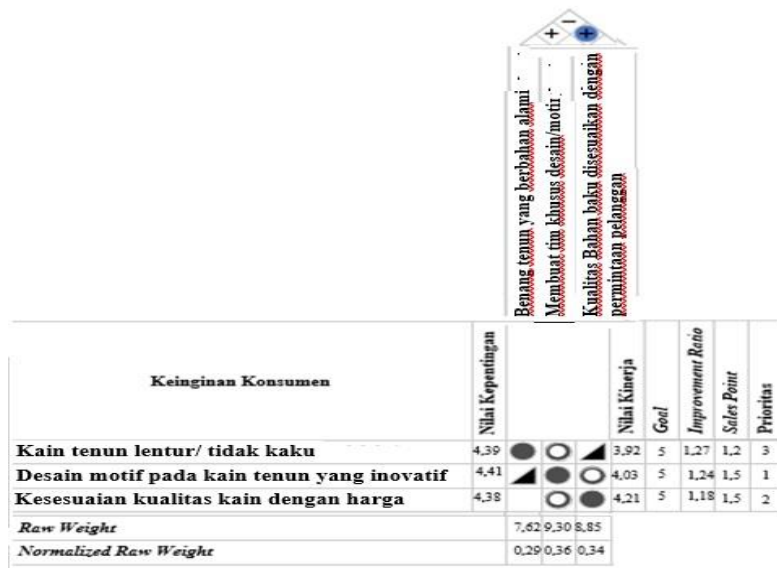 + − +
Benang tenun yang berbahan alami
Membuat tim khusus desain/motif
Kualitas Bahan baku disesuaikan dengan
permintaan pelanggan
Keinginan Konsumen
Nilai Kepentingan
Nilai Kinerja
Goal
Improvement Ratio
Sales Point
Prioritas
Kain tenun lentur/ tidak kaku 4,39 3,92 5 1,27 1,2 3
Desain motif pada kain tenun yang inovatif 4,41 4,03 5 1,24 1,5 1
Kesesuaian kualitas kain dengan harga 4,38 4,21 5 1,18 1,5 2
Raw Weight 7,62 9,30 8,85
Normalized Raw Weight 0,29 0,36 0,34